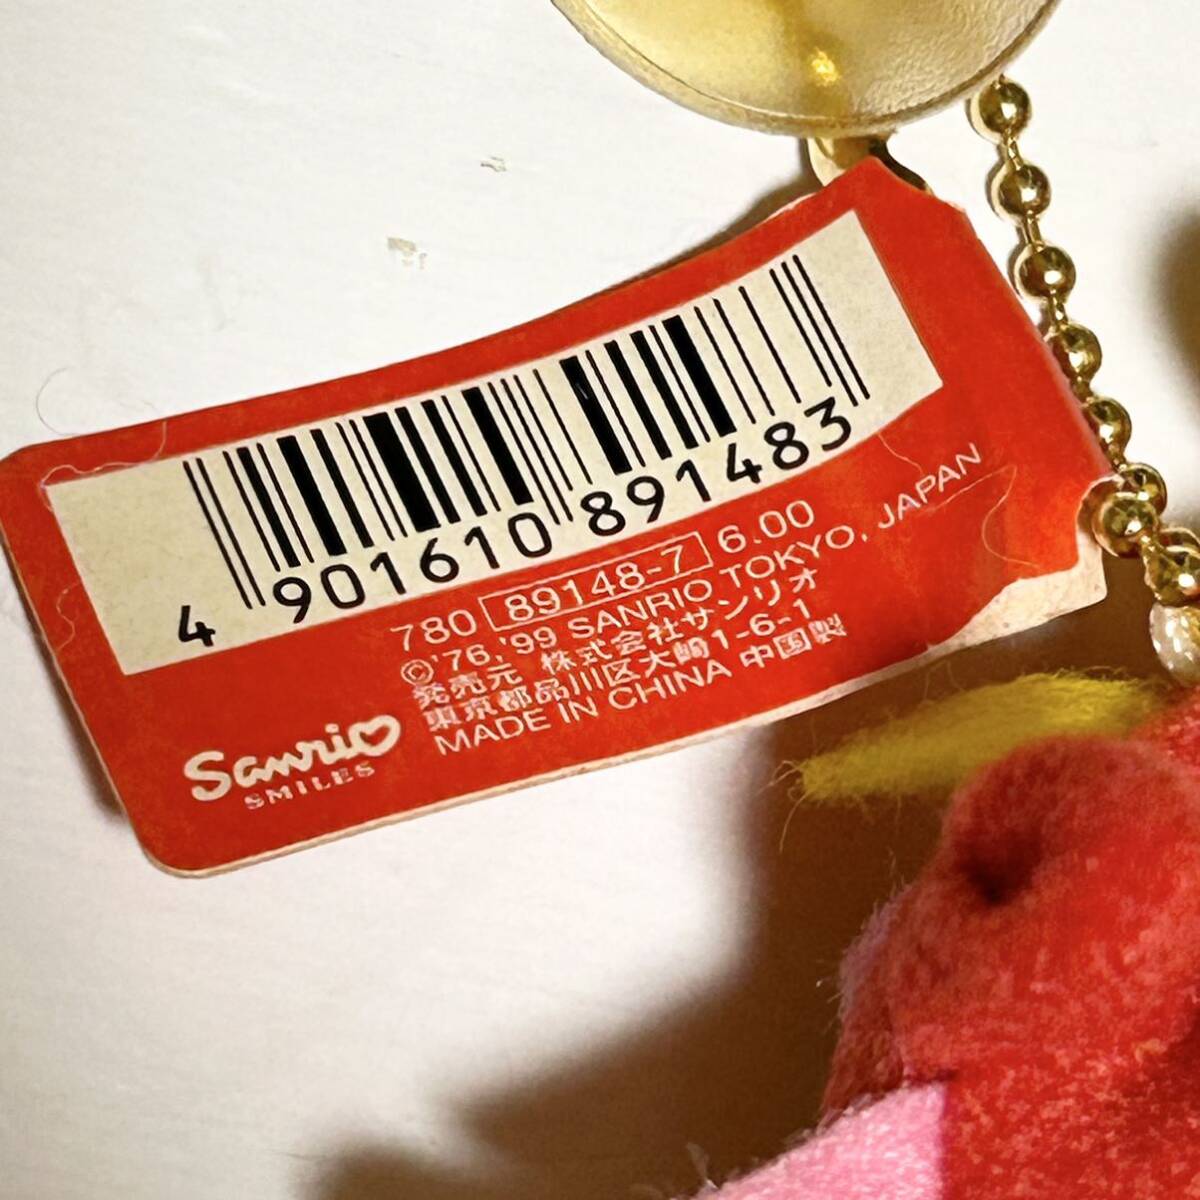 4 901610 891483
780 89148-7 6.00
©'76,'99 SANRIO TOKYO, JAPAN
発売元 株式会社サンリオ
東京都品川区大崎1-6-1
MADE IN CHINA 中国製
Sanrio
SMILES